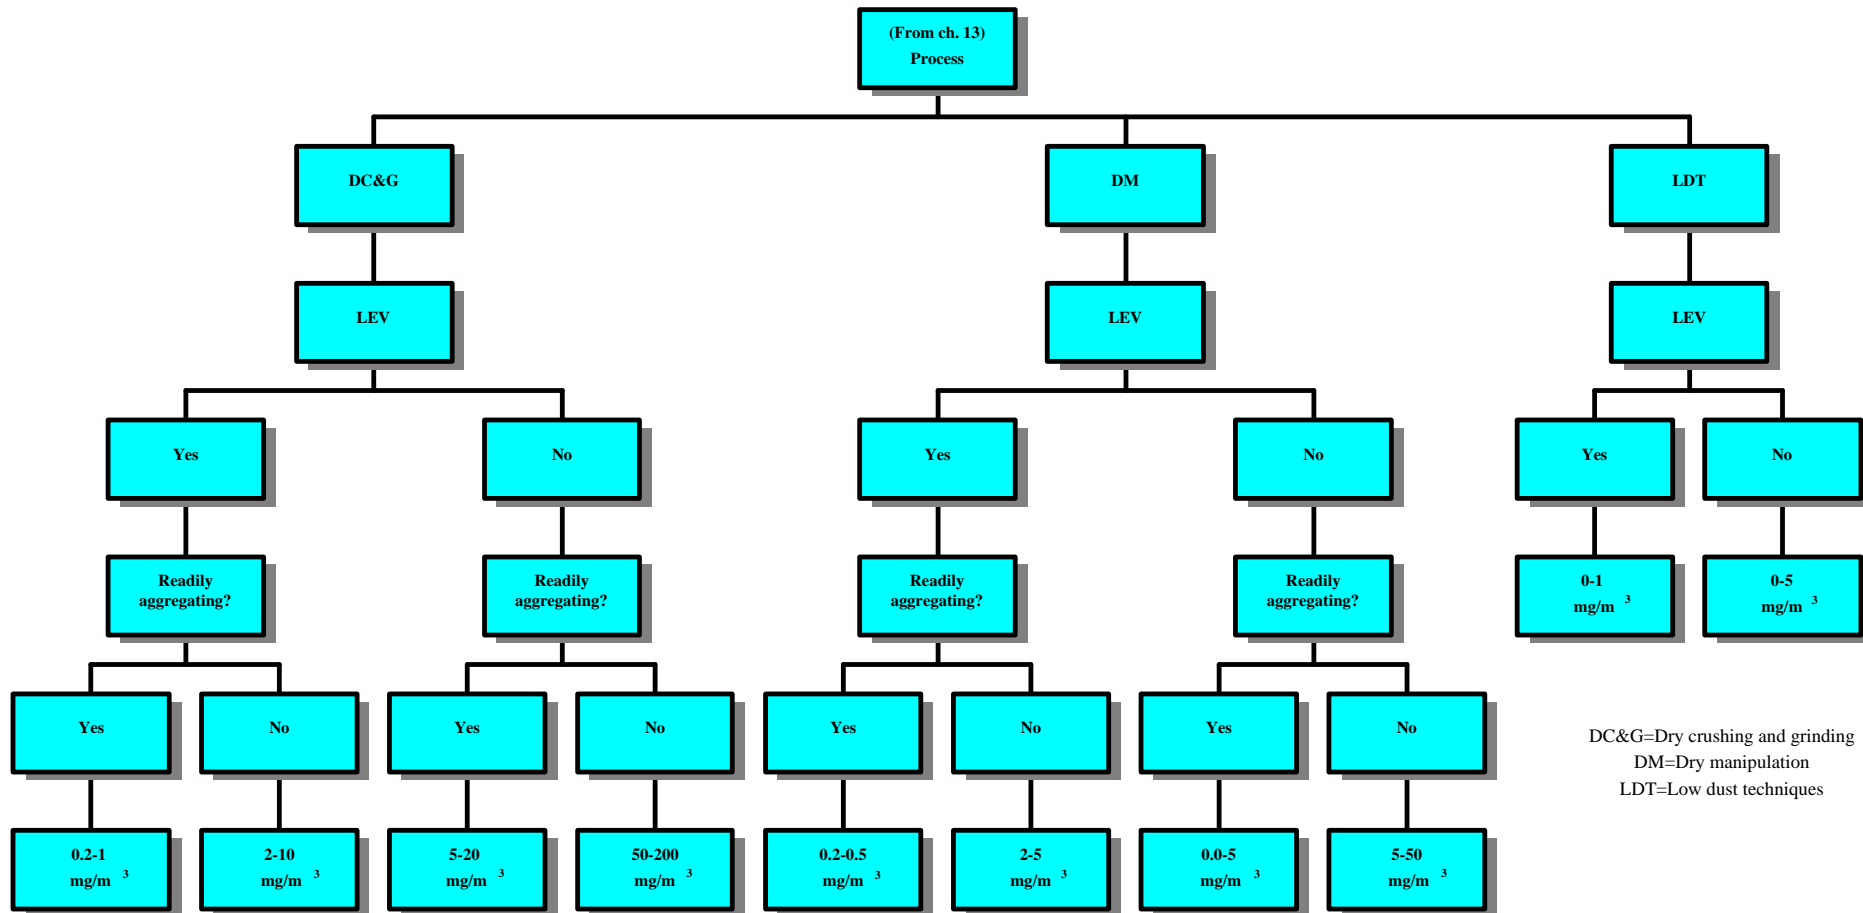 (From ch. 13)
Process
DC&G
DM
LDT
LEV
LEV
LEV
Yes
No
Yes
No
Yes
No
Readily
aggregating?
Readily
aggregating?
Readily
aggregating?
Readily
aggregating?
0-1
mg/m 3
0-5
mg/m 3
Yes
No
Yes
No
Yes
No
Yes
No
DC&G=Dry crushing and grinding
DM=Dry manipulation
LDT=Low dust techniques
0.2-1
mg/m 3
2-10
mg/m 3
5-20
mg/m 3
50-200
mg/m 3
0.2-0.5
mg/m 3
2-5
mg/m 3
0.0-5
mg/m 3
5-50
mg/m 3